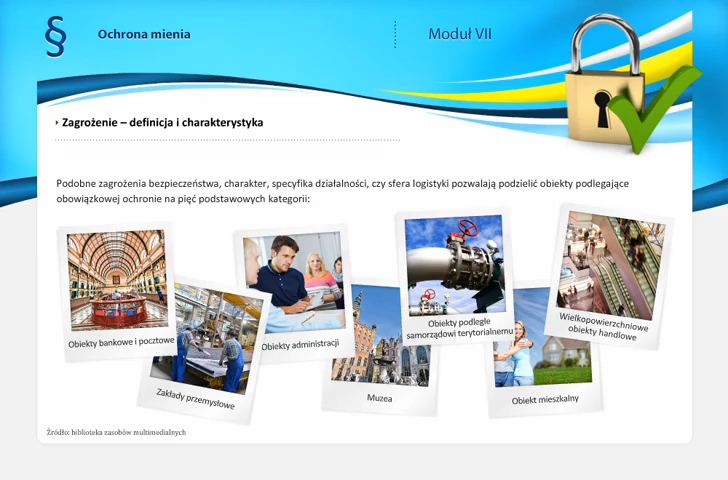 §
Ochrona mienia
Moduł VII
Zagrożenie – definicja i charakterystyka
Podobne zagrożenia bezpieczeństwa, charakter, specyfika działalności, czy sfera logistyki pozwalają podzielić obiekty podlegające
obowiązkowej ochronie na pięć podstawowych kategorii:
Obiekty bankowe i pocztowe
Zakłady przemysłowe
Obiekty administracji
Muzea
Obiekty podległe
samorządowi terytorialnemu
Obiekt mieszkalny
Wielkopowierzchniowe
obiekty handlowe
Źródło: biblioteka zasobów multimedialnych